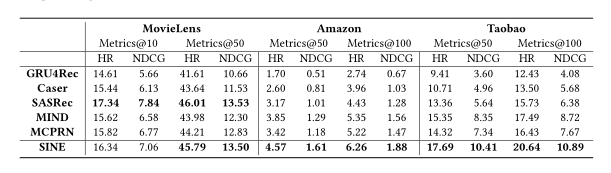 MovieLens Amazon Taobao
Metrics@10 Metrics@50 Metrics@50 Metrics@100 Metrics@50 Metrics@100
HR NDCG HR NDCG HR NDCG HR NDCG HR NDCG HR NDCG
GRU4Rec 14.61 5.66 41.61 10.66 1.70 0.51 2.74 0.67 9.41 3.60 12.43 4.08
Caser 15.44 6.13 43.64 11.53 2.60 0.81 3.96 1.03 10.71 4.96 13.50 5.68
SASRec 17.34 7.84 46.01 13.53 3.17 1.01 4.43 1.28 13.36 5.64 15.73 6.38
MIND 15.62 6.58 43.98 12.30 3.85 1.29 5.35 1.56 15.35 8.35 17.49 8.72
MCPRN 15.82 6.77 44.21 12.83 3.42 1.18 5.22 1.47 14.32 7.34 16.43 7.67
SINE 16.34 7.06 45.79 13.50 4.57 1.61 6.26 1.88 17.69 10.41 20.64 10.89